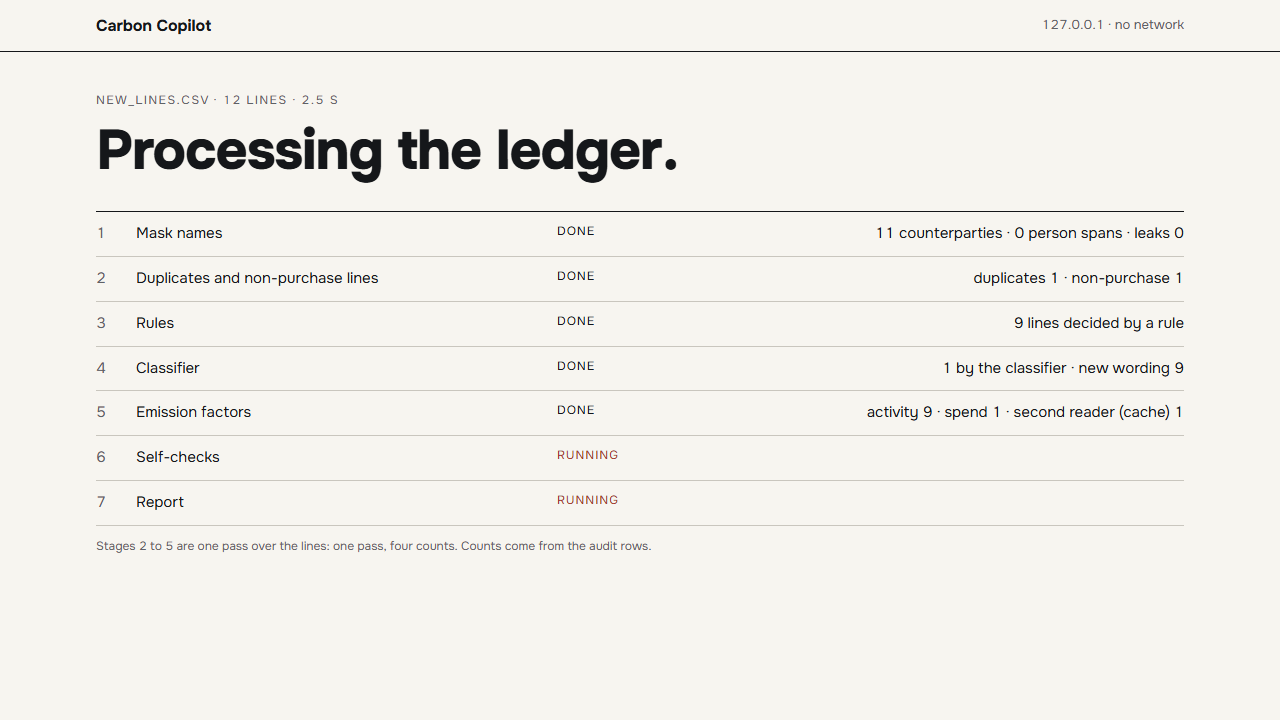 Carbon Copilot
127.0.0.1 · no network
NEW_LINES.CSV · 12 LINES · 2.5 S
Processing the ledger.
1 Mask names DONE 11 counterparties · 0 person spans · leaks 0
2 Duplicates and non-purchase lines DONE duplicates 1 · non-purchase 1
3 Rules DONE 9 lines decided by a rule
4 Classifier DONE 1 by the classifier · new wording 9
5 Emission factors DONE activity 9 · spend 1 · second reader (cache) 1
6 Self-checks RUNNING
7 Report RUNNING
Stages 2 to 5 are one pass over the lines: one pass, four counts. Counts come from the audit rows.